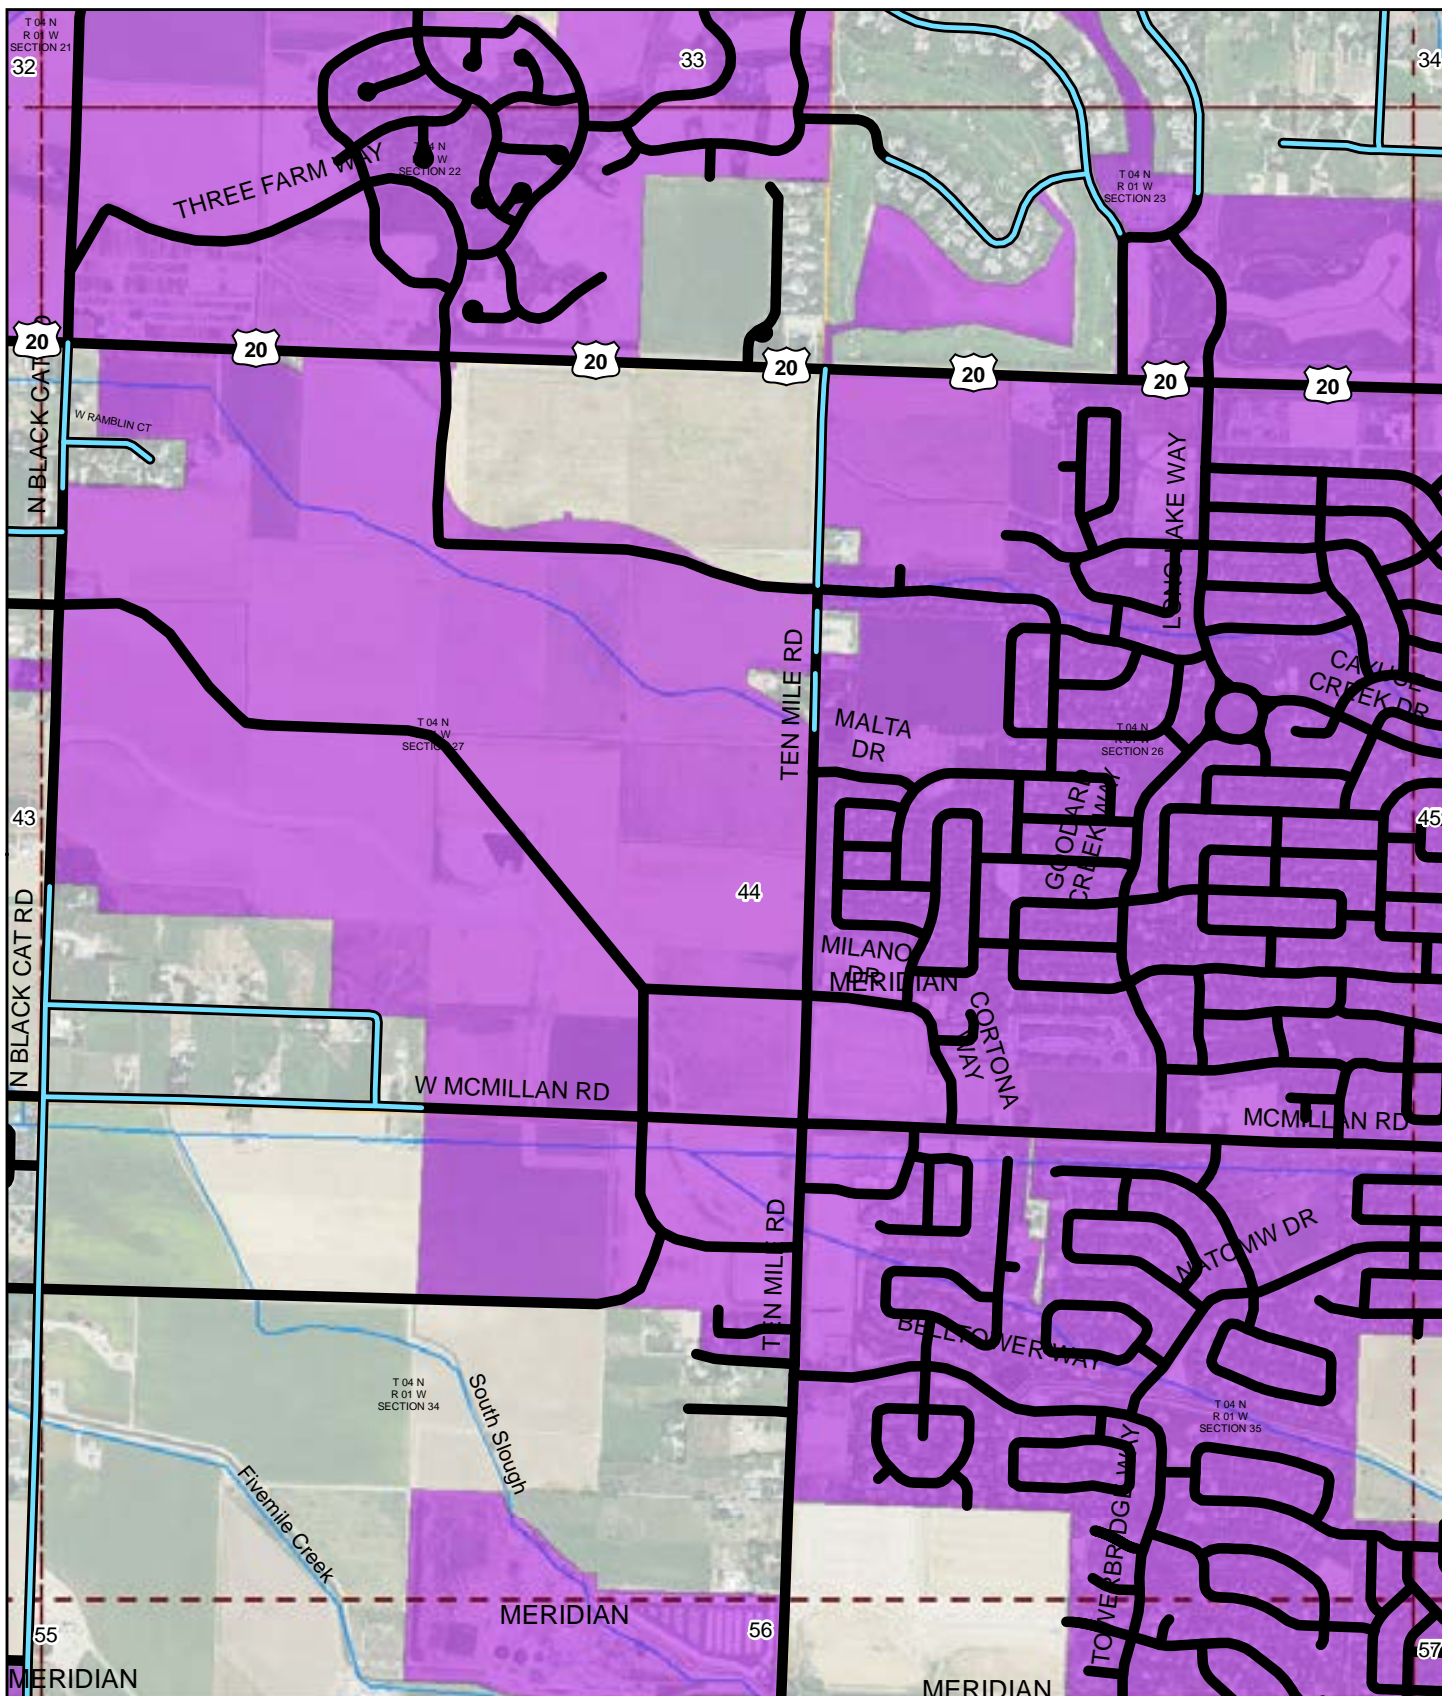 T 04 N
R 01 W
SECTION 21
32
33
34
THREE FARM WAY
SECTION 22
T 04 N
R 01 W
SECTION 23
20
20
20
20
20
20
20
N BLACK CAT
W RAMBLIN CT
LONG LAKE WAY
CAYUSE
CREEK DR
TEN MILE RD
MALTA
DR
T 04 N
SECTION 27
T 04 N
SECTION 26
GODDARD
CREEK WAY
43
44
45
N BLACK CAT RD
MILANO
DR
MERIDIAN
CORTONA
WAY
W MCMILLAN RD
MCMILLAN RD
TEN MILE RD
NATOMW DR
BELLTOWER WAY
T 04 N
R 01 W
SECTION 34
South Slough
T 04 N
R 01 W
SECTION 35
Fivemile Creek
TOWERBRIDGE WAY
MERIDIAN
55
56
57
MERIDIAN
MERIDIAN